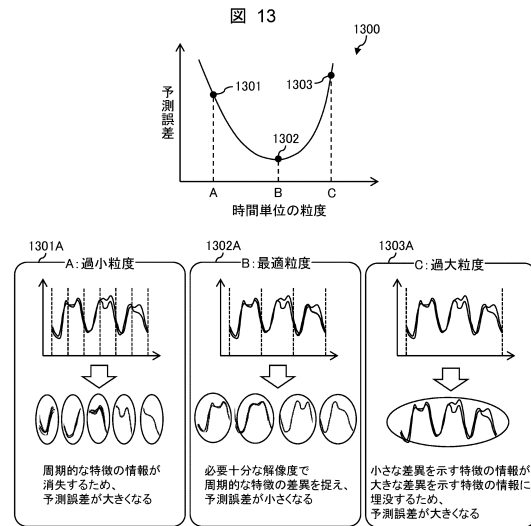 図 13
1300
予測誤差
1301
1303
1302
A
B
C
時間単位の粒度
1301A
A:過小粒度
周期的な特徴の情報が
消失するため、
予測誤差が大きくなる
1302A
B:最適粒度
必要十分な解像度で
周期的な特徴の差異を捉え、
予測誤差が小さくなる
1303A
C:過大粒度
小さな差異を示す特徴の情報が
大きな差異を示す特徴の情報に
埋没するため、
予測誤差が大きくなる